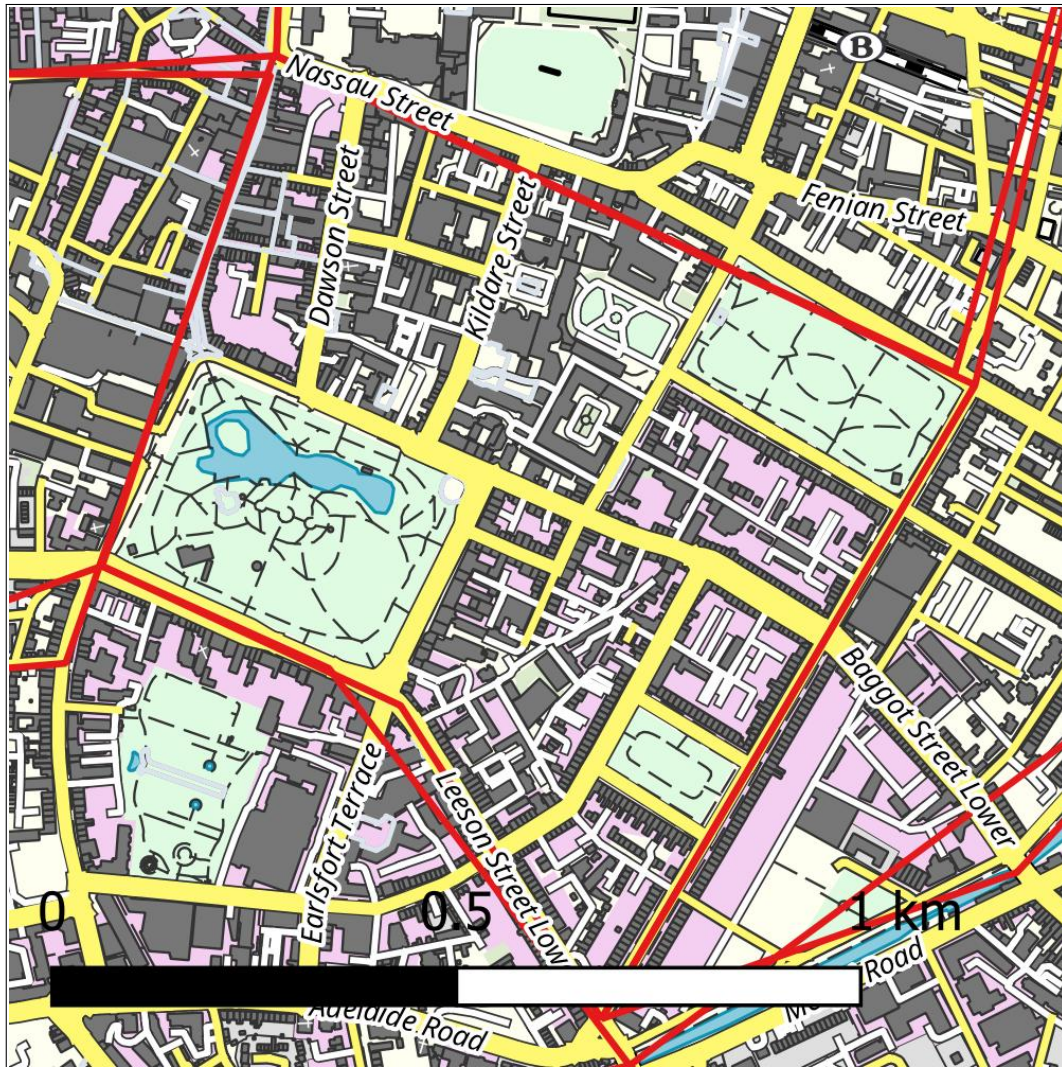 B
Nassau Street
Fenian Street
Dawson Street
Kildare Street
Baggot Street Lower
Earlsfort Terrace
Leeson Street Low
0
0.5
1 km
Road
Adelaide Road